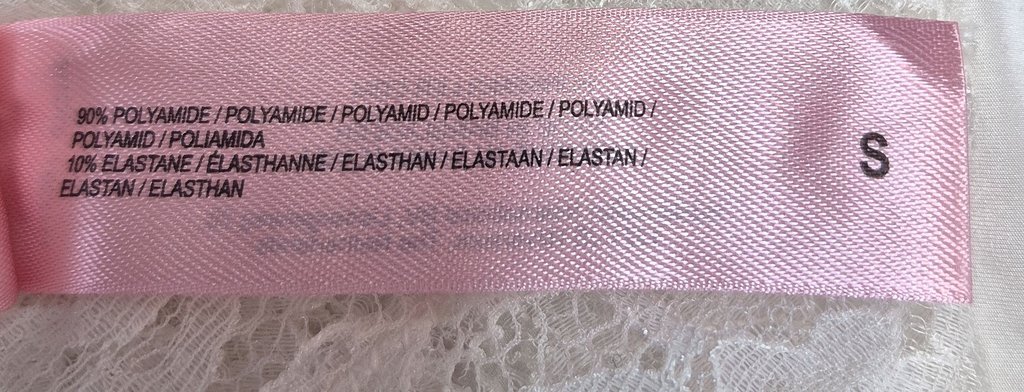 90% POLYAMIDE / POLYAMIDE / POLYAMID / POLYAMIDE / POLYAMID /
POLYAMID / POLIAMIDA
10% ELASTANE / ÉLASTHANNE / ELASTHAN / ELASTAAN / ELASTAN /
ELASTAN / ELASTHAN
S